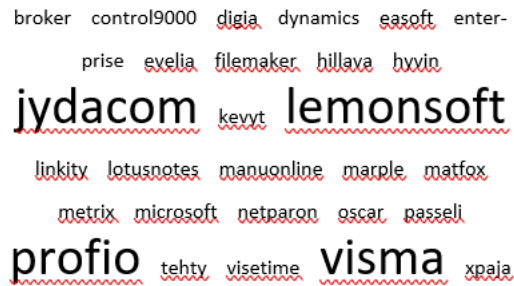 broker control9000 digia dynamics easoft enter-
prise evelia filemaker hillava hyvin
jydacom kevyt lemonsoft
linkity lotusnotes manuonline marple matfox
metrix microsoft netparon oscar passeli
profio tehty visetime visma xpaja